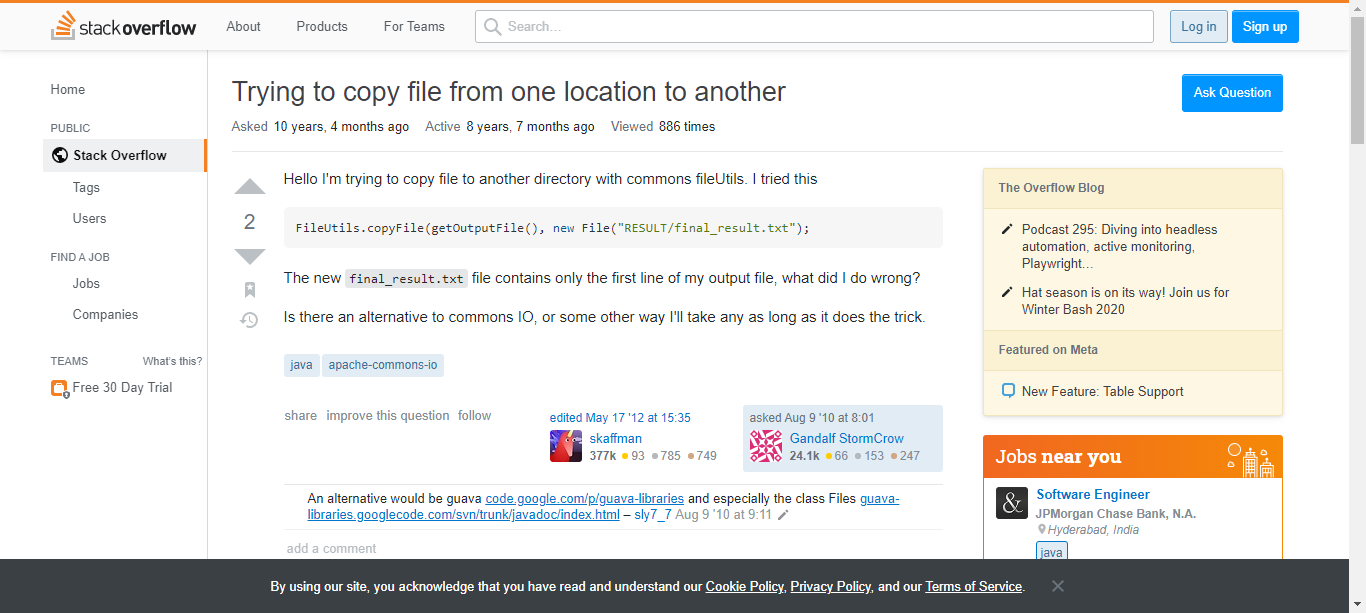 stackoverflow
About
Products
For Teams
Search...
Log in
Sign up
Home
PUBLIC
Stack Overflow
Tags
Users
FIND A JOB
Jobs
Companies
TEAMS
What's this?
Free 30 Day Trial
Trying to copy file from one location to another
Ask Question
Asked 10 years, 4 months ago Active 8 years, 7 months ago Viewed 886 times
Hello I'm trying to copy file to another directory with commons fileUtils. I tried this
2
FileUtils.copyFile(getOutputFile(), new File("RESULT/final_result.txt");
The new final_result.txt file contains only the first line of my output file, what did I do wrong?
Is there an alternative to commons IO, or some other way I'll take any as long as it does the trick.
java apache-commons-io
share improve this question follow
edited May 17 '12 at 15:35
skaffman
377k 93 785 749
asked Aug 9 '10 at 8:01
Gandalf StormCrow
24.1k 66 153 247
An alternative would be guava code.google.com/p/guava-libraries and especially the class Files guava-
libraries.googlecode.com/svn/trunk/javadoc/index.html – sly7_7 Aug 9 '10 at 9:11
add a comment
The Overflow Blog
Podcast 295: Diving into headless
automation, active monitoring,
Playwright...
Hat season is on its way! Join us for
Winter Bash 2020
Featured on Meta
New Feature: Table Support
Jobs near you
&
Software Engineer
JPMorgan Chase Bank, N.A.
Hyderabad, India
java
By using our site, you acknowledge that you have read and understand our Cookie Policy, Privacy Policy, and our Terms of Service.